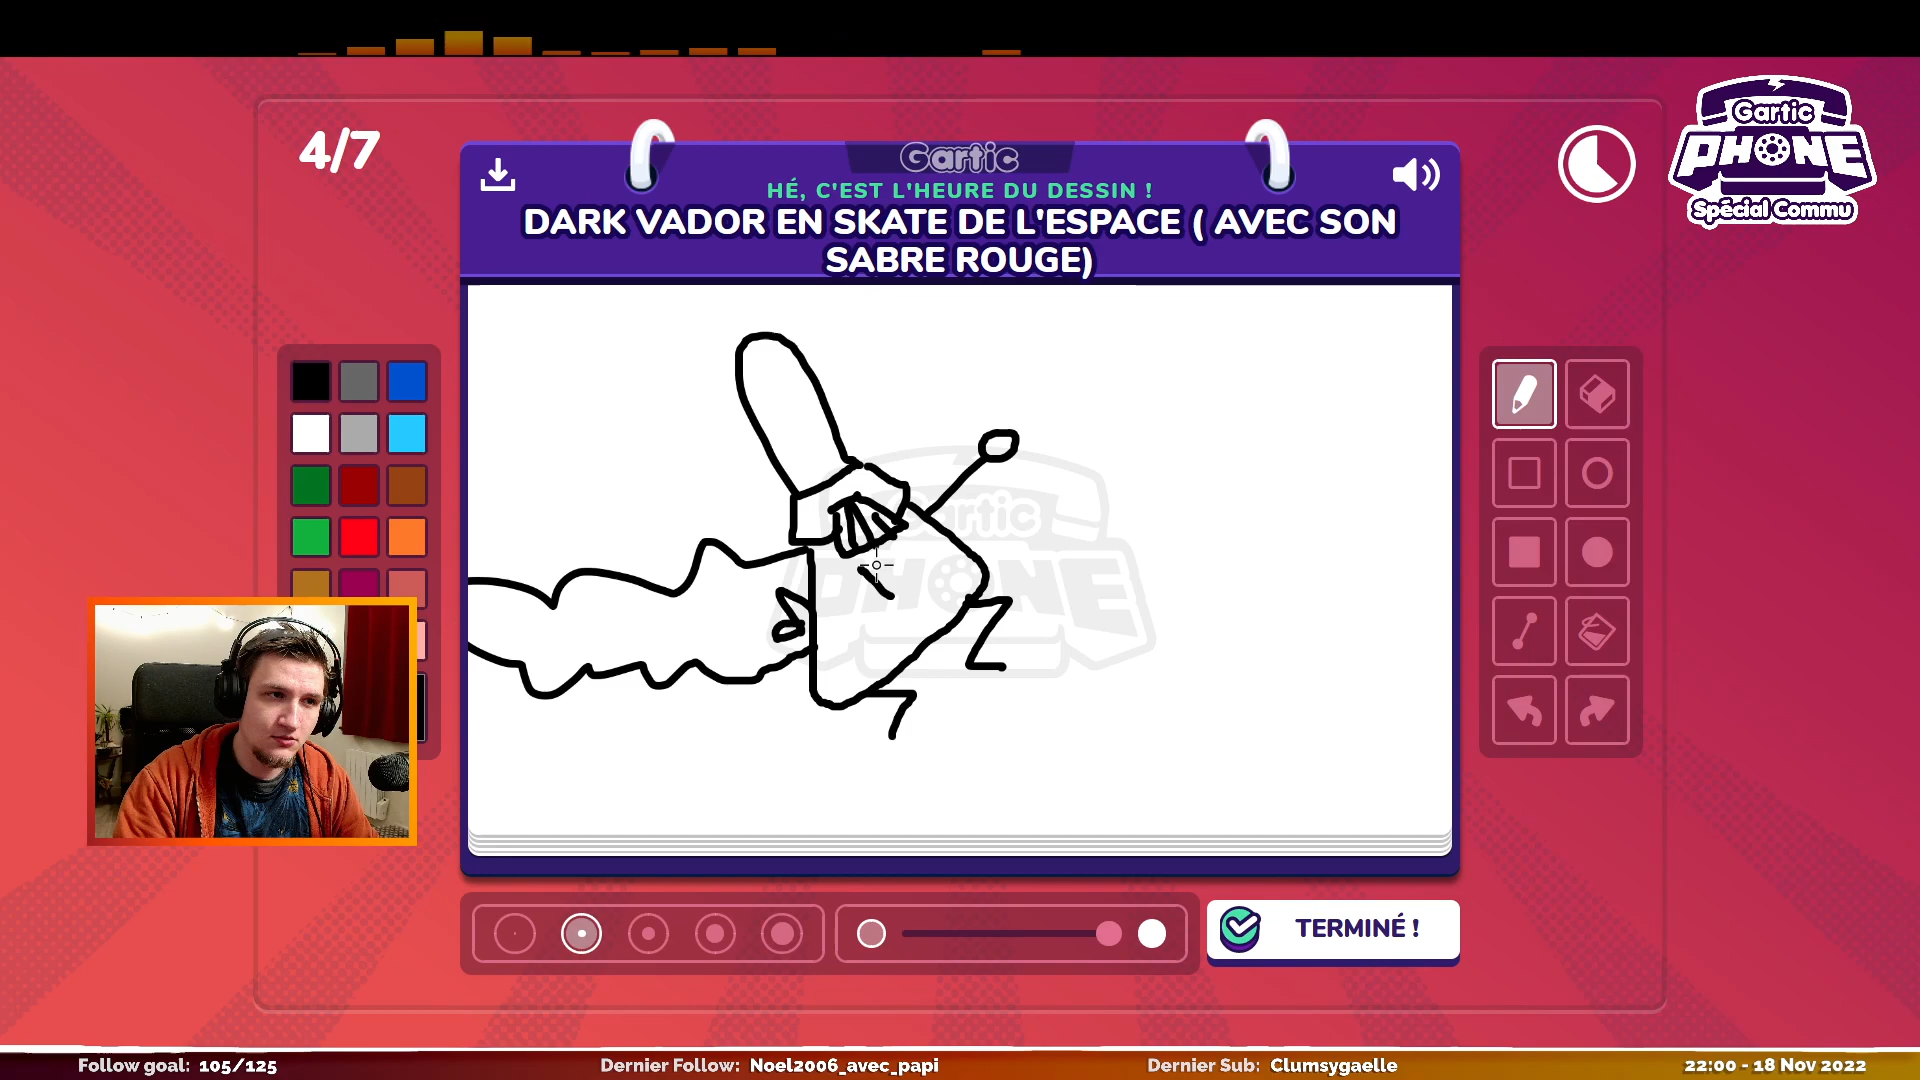 4/7
Gartic
HÉ, C'EST L'HEURE DU DESSIN !
DARK VADOR EN SKATE DE L'ESPACE ( AVEC SON
SABRE ROUGE)
Gartic
PHONE
Spécial Commu
Gartic
PHONE
TERMINÉ !
Follow goal: 105/125
Dernier Follow: Noel2006_avec_papi
Dernier Sub: Clumsygaelle
22:00 - 18 Nov 2022